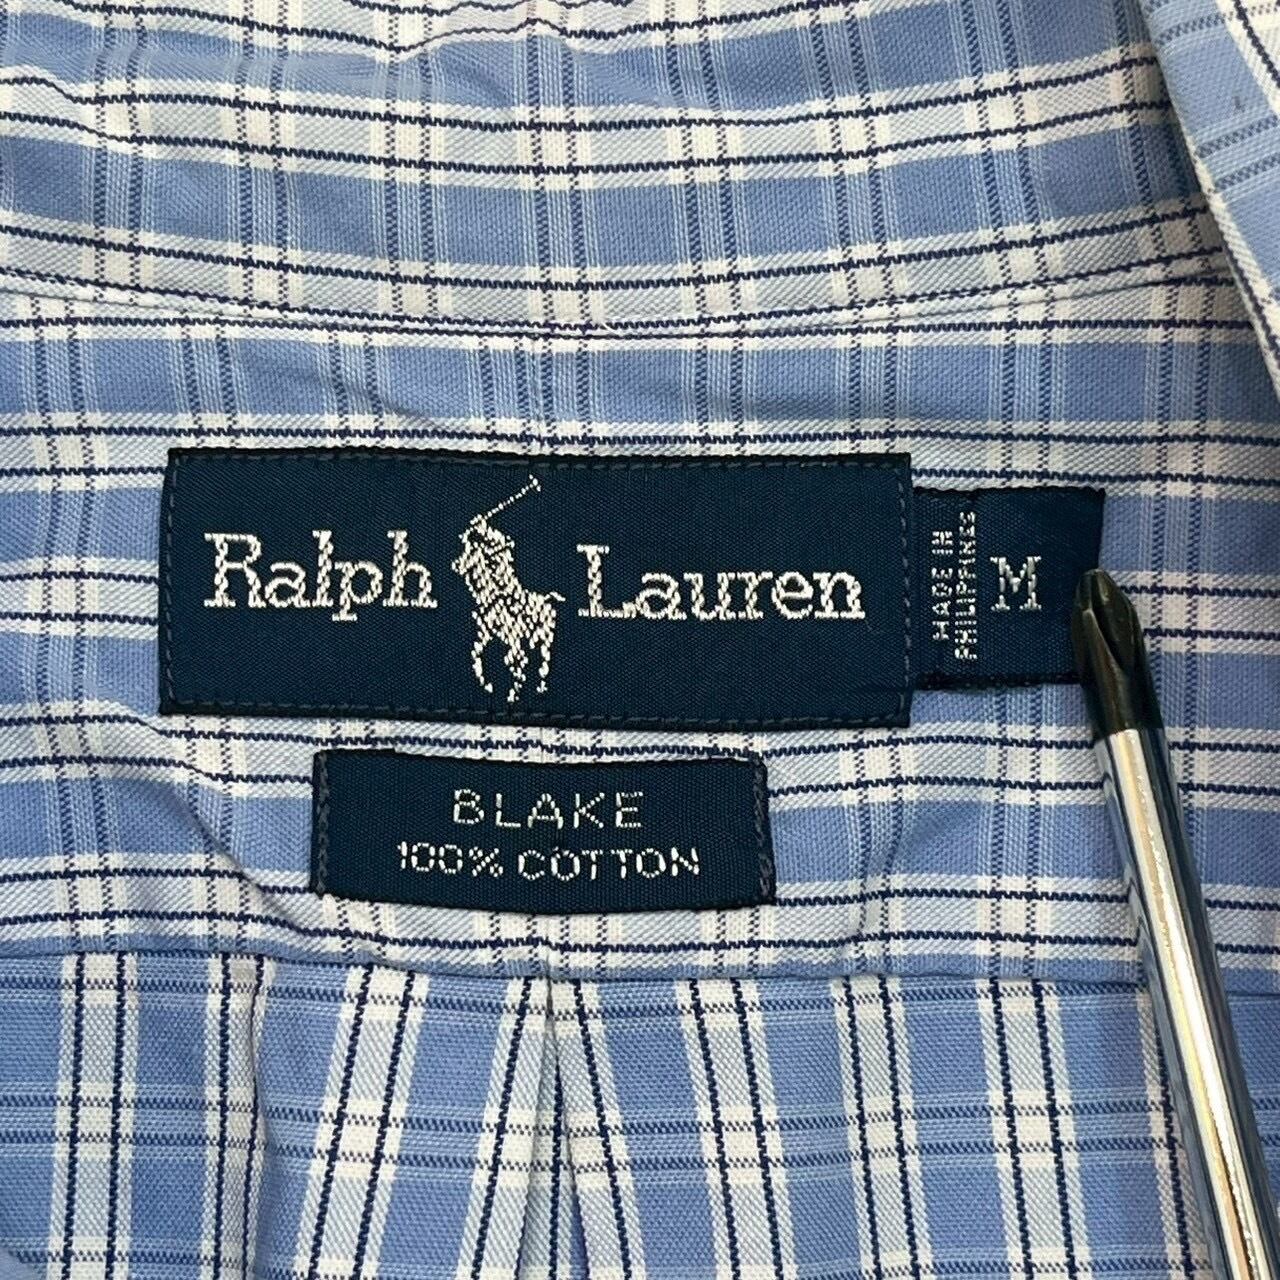 Ralph Lauren
MADE IN
PHILIPPINES
M
BLAKE
100% COTTON